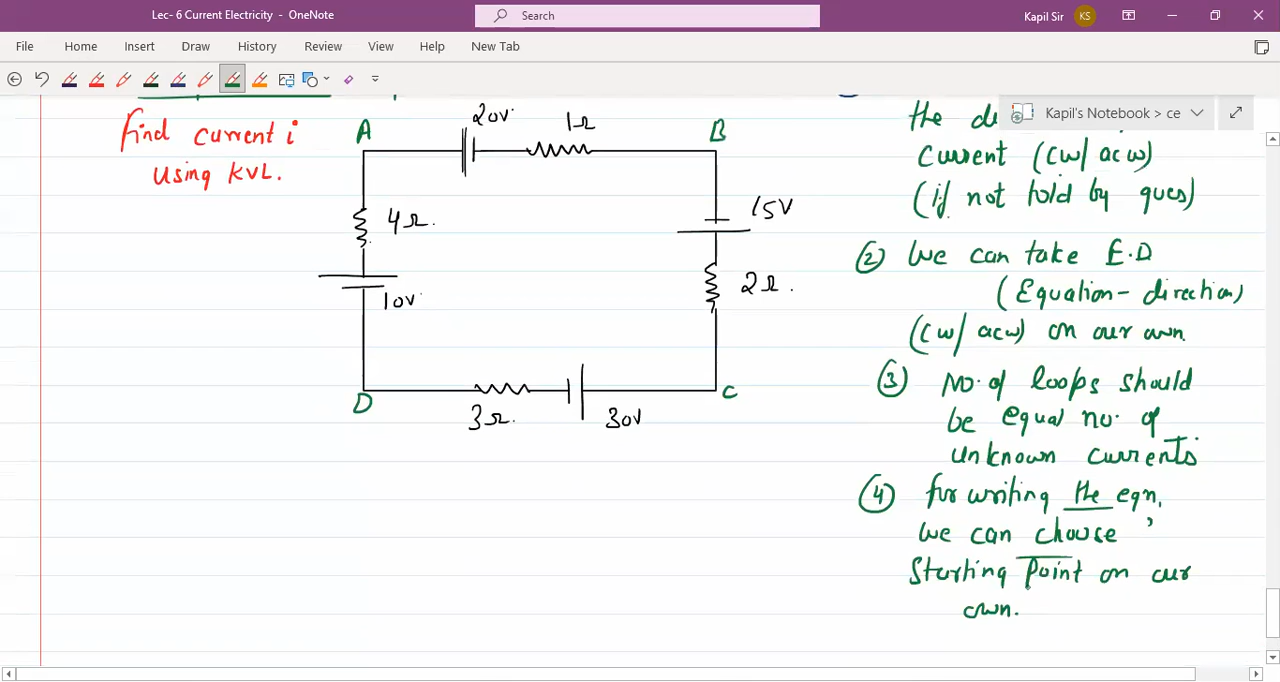 Lec- 6 Current Electricity - OneNote
Search
Kapil Sir
KS
File Home Insert Draw History Review View Help New Tab
Kapil's Notebook > ce
find current i
using KVL.
A
20v
1Ω
B
4Ω
10v
15V
2Ω
D
3Ω
30V
C
the
Current (cw/acw)
(if not told by ques)
② We can take E.D
(Equation-direction)
(cw/acw) on our own
③ No. of loops should
be equal no. of
unknown currents
④ for writing the eqn.
we can choose
Starting Point on our
own.